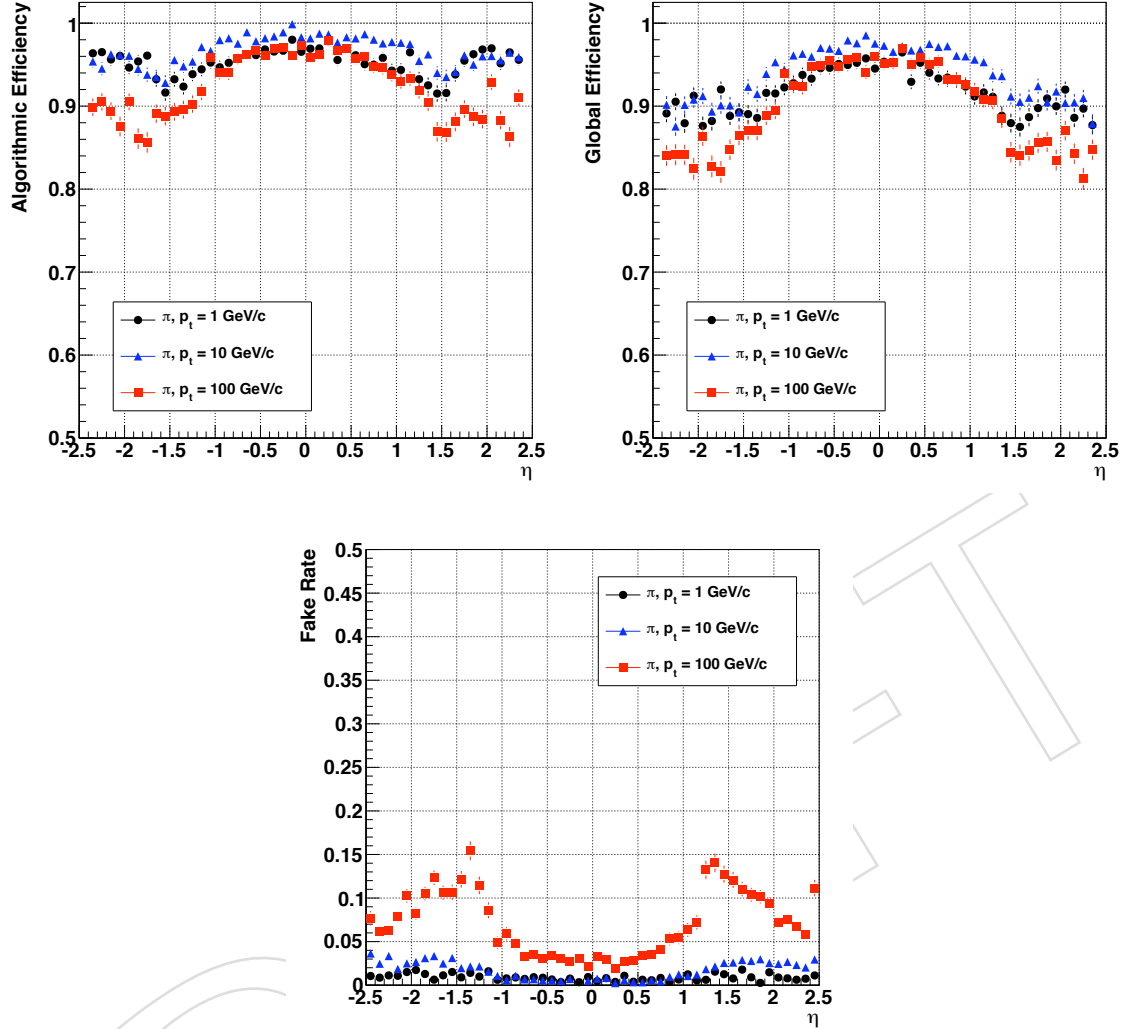 Algorithmic Efficiency
1
0.9
0.8
0.7
0.6
0.5
-2.5 -2 -1.5 -1 -0.5 0 0.5 1 1.5 2 2.5
η
π, pt = 1 GeV/c
π, pt = 10 GeV/c
π, pt = 100 GeV/c
Global Efficiency
1
0.9
0.8
0.7
0.6
0.5
-2.5 -2 -1.5 -1 -0.5 0 0.5 1 1.5 2 2.5
η
π, pt = 1 GeV/c
π, pt = 10 GeV/c
π, pt = 100 GeV/c
Fake Rate
0.5
0.45
0.4
0.35
0.3
0.25
0.2
0.15
0.1
0.05
0
-2.5 -2 -1.5 -1 -0.5 0 0.5 1 1.5 2 2.5
η
π, pt = 1 GeV/c
π, pt = 10 GeV/c
π, pt = 100 GeV/c